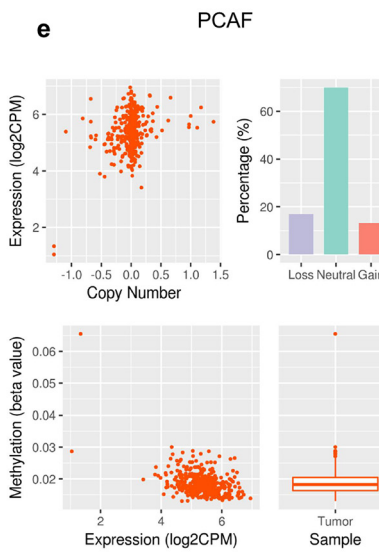 e
PCAF
Expression (log2CPM)
6
4
2
-1.0 -0.5 0.0 0.5 1.0 1.5
Copy Number
Percentage (%)
60
40
20
0
Loss Neutral Gain
Methylation (beta value)
0.06
0.05
0.04
0.03
0.02
2 4 6
Expression (log2CPM)
Tumor
Sample